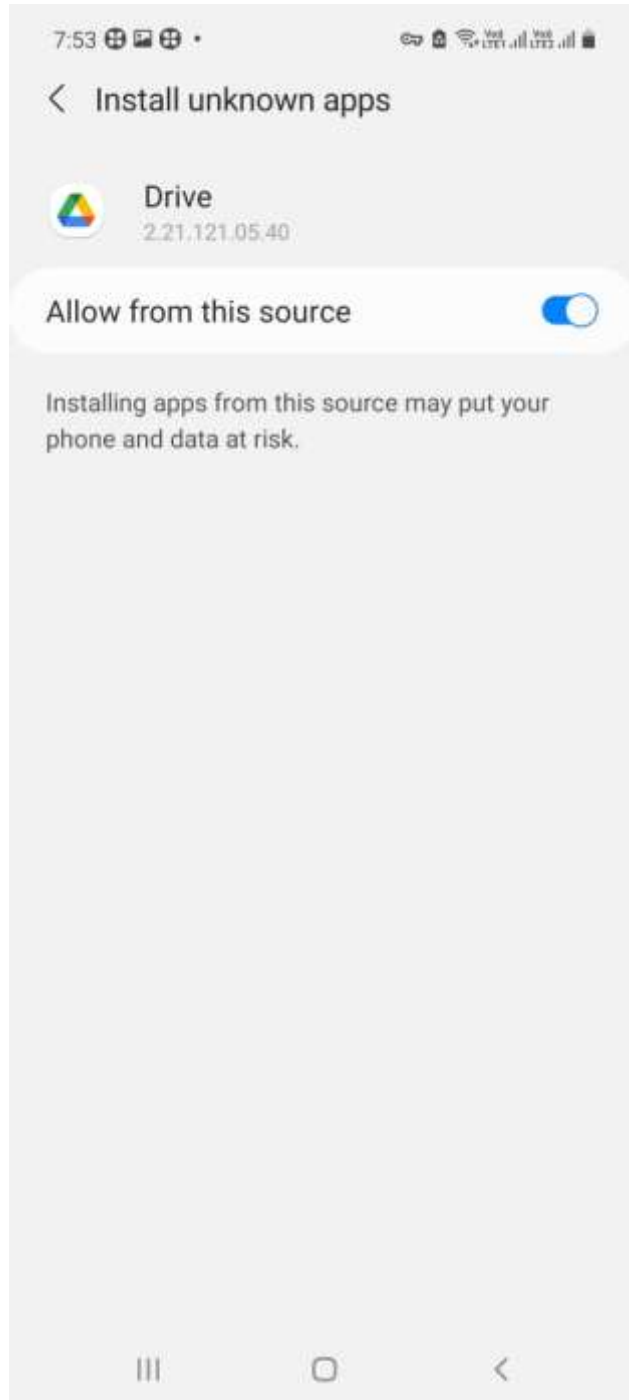 7:53
Install unknown apps
Drive
2.21.121.05.40
Allow from this source
Installing apps from this source may put your
phone and data at risk.